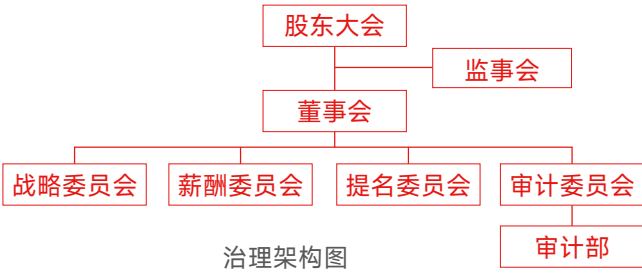 股东大会
监事会
董事会
战略委员会
薪酬委员会
提名委员会
审计委员会
审计部
治理架构图